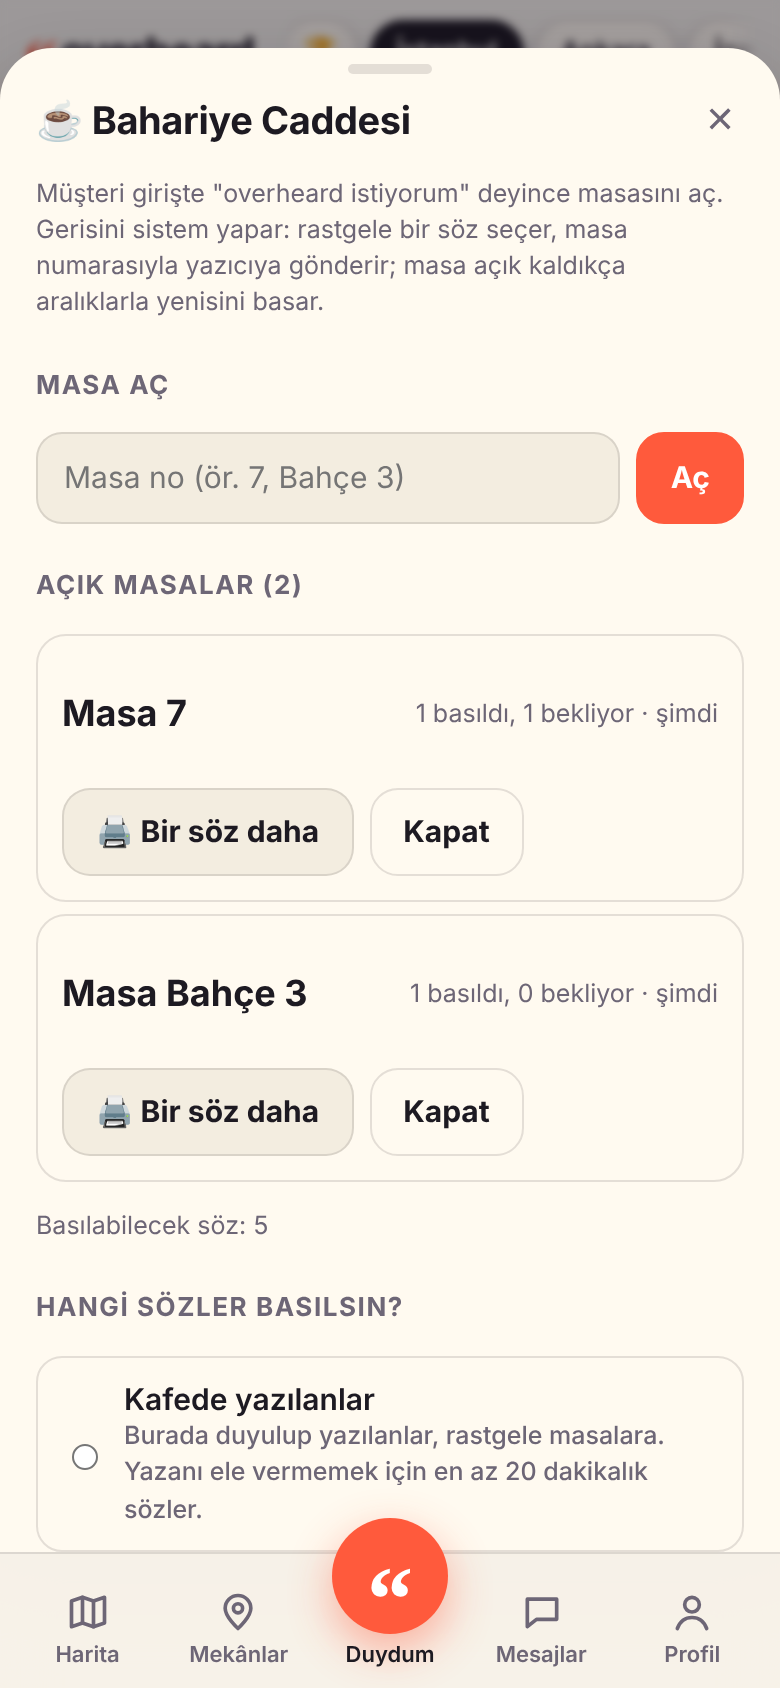 Bahariye Caddesi
Müşteri girişte "overheard istiyorum" deyince masasını aç.
Gerisini sistem yapar: rastgele bir söz seçer, masa
numarasıyla yazıcıya gönderir; masa açık kaldıkça
aralıklarla yenisini basar.
MASA AÇ
Masa no (ör. 7, Bahçe 3)
Aç
AÇIK MASALAR (2)
Masa 7
1 basıldı, 1 bekliyor · şimdi
Bir söz daha
Kapat
Masa Bahçe 3
1 basıldı, 0 bekliyor · şimdi
Bir söz daha
Kapat
Basılabilecek söz: 5
HANGİ SÖZLER BASILSIN?
Kafede yazılanlar
Burada duyulup yazılanlar, rastgele masalara.
Yazanı ele vermemek için en az 20 dakikalık
sözler.
Harita
Mekânlar
Duydum
Mesajlar
Profil